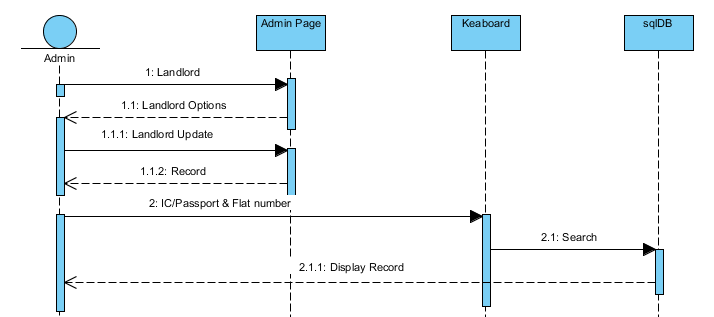 Admin
Admin Page
Keaboard
sqlDB
1: Landlord
1.1: Landlord Options
1.1.1: Landlord Update
1.1.2: Record
2: IC/Passport & Flat number
2.1: Search
2.1.1: Display Record